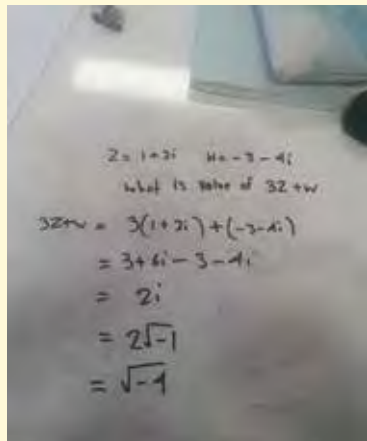 Z = 1+2i W = -3-4i
what is value of 3Z+w
3Z+w = 3(1+2i)+(-3-4i)
= 3+6i-3-4i
= 2i
= 2√-1
= √-4